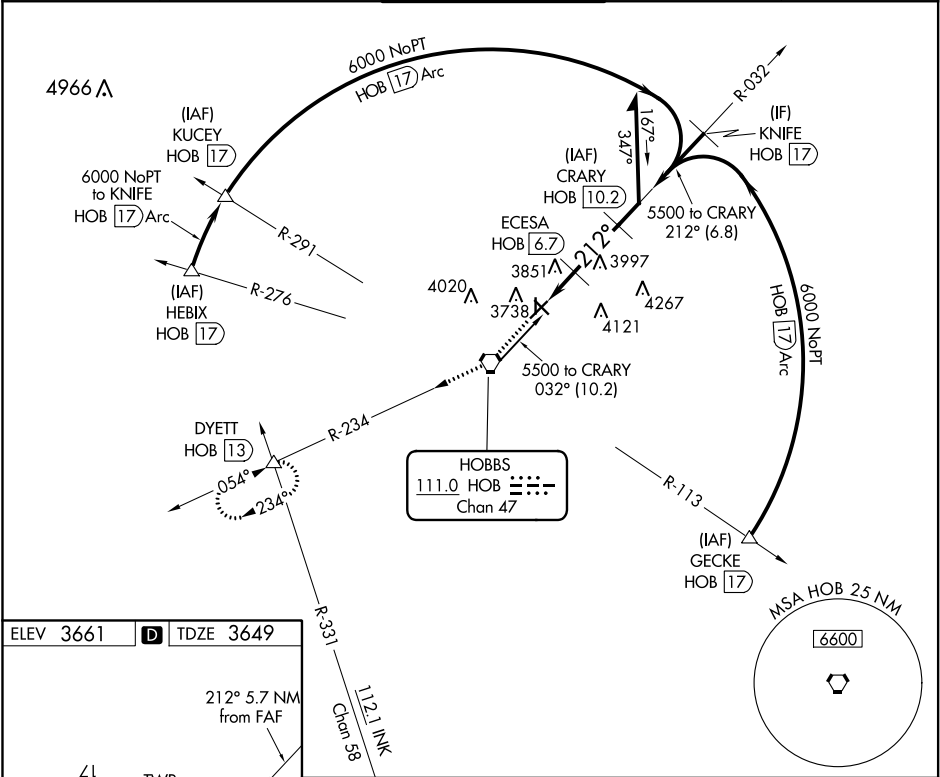 6000 NoPT
HOB 17 Arc
4966
R-032
(IAF)
KUCEY
HOB 17
167°
347°
(IF)
KNIFE
HOB 17
(IAF)
CRARY
HOB 10.2
6000 NoPT
to KNIFE
HOB 17 Arc
5500 to CRARY
212° (6.8)
ECESA
HOB 6.7
212°
R-291
3851
3997
4020
3738
4267
4121
R-276
(IAF)
HEBIX
HOB 17
6000 NoPT
HOB 17 Arc
5500 to CRARY
032° (10.2)
R-234
DYETT
HOB 13
054°
234°
HOBBS
111.0 HOB
Chan 47
R-113
(IAF)
GECKE
HOB 17
MSA HOB 25 NM
6600
R-331
112.1 INK
Chan 58
ELEV 3661 D TDZE 3649
212° 5.7 NM
from FAF